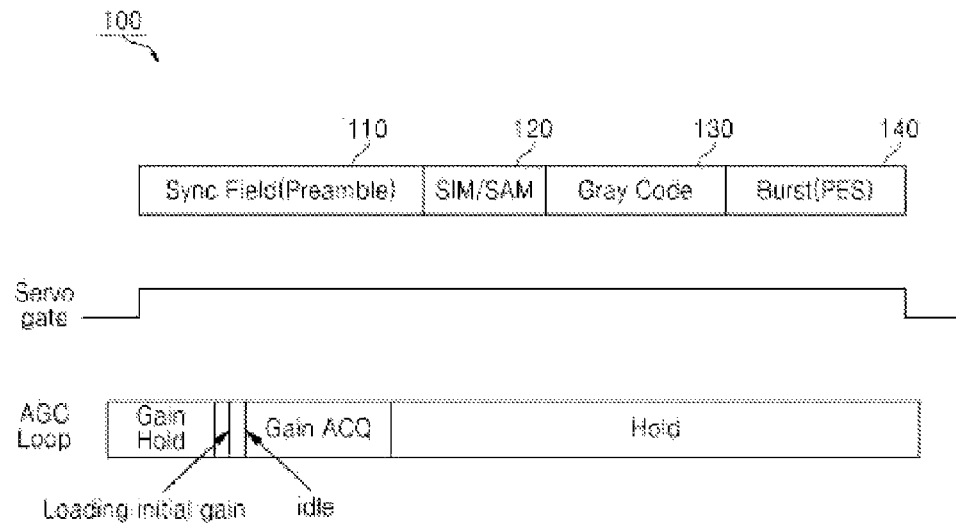 100
110
120
130
140
Sync Field(Preamble)
SIM/SAM
Gray Code
Burst(PES)
Servo
gate
AGC
Loop
Gain
Hold
Gain ACQ
Hold
Loading initial gain
idle